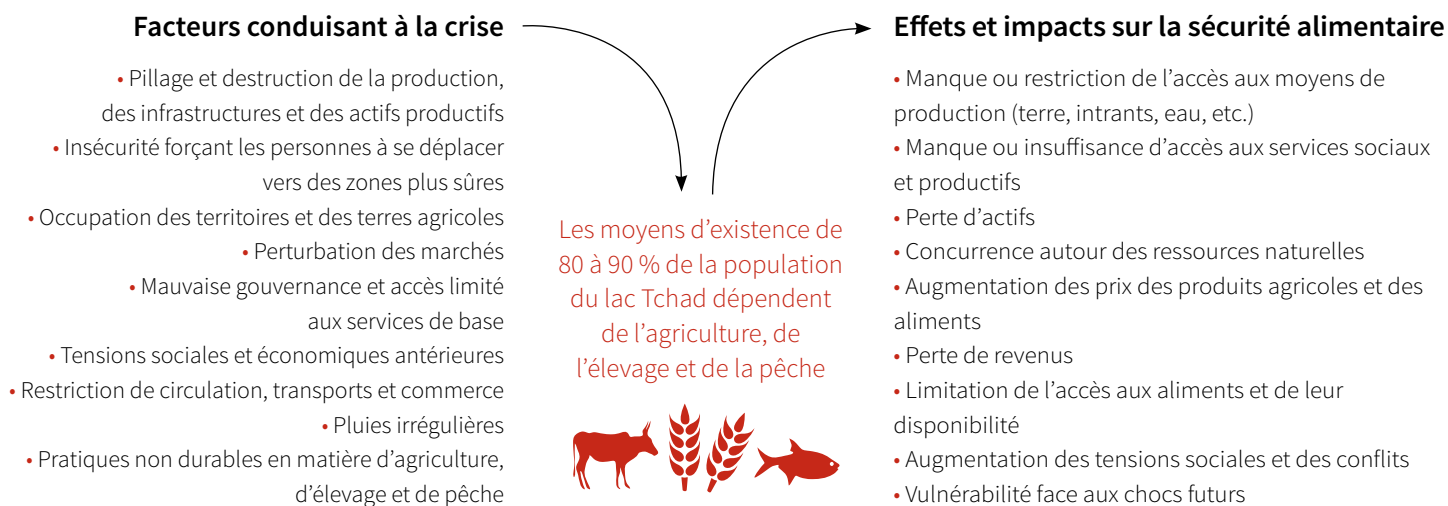 Facteurs conduisant à la crise
• Pillage et destruction de la production,
des infrastructures et des actifs productifs
• Insécurité forçant les personnes à se déplacer
vers des zones plus sûres
• Occupation des territoires et des terres agricoles
• Perturbation des marchés
• Mauvaise gouvernance et accès limité
aux services de base
• Tensions sociales et économiques antérieures
• Restriction de circulation, transports et commerce
• Pluies irrégulières
• Pratiques non durables en matière d’agriculture,
d’élevage et de pêche
Les moyens d’existence de
80 à 90 % de la population
du lac Tchad dépendent
de l’agriculture, de
l’élevage et de la pêche
Effets et impacts sur la sécurité alimentaire
• Manque ou restriction de l’accès aux moyens de
production (terre, intrants, eau, etc.)
• Manque ou insuffisance d’accès aux services sociaux
et productifs
• Perte d’actifs
• Concurrence autour des ressources naturelles
• Augmentation des prix des produits agricoles et des
aliments
• Perte de revenus
• Limitation de l’accès aux aliments et de leur
disponibilité
• Augmentation des tensions sociales et des conflits
• Vulnérabilité face aux chocs futurs